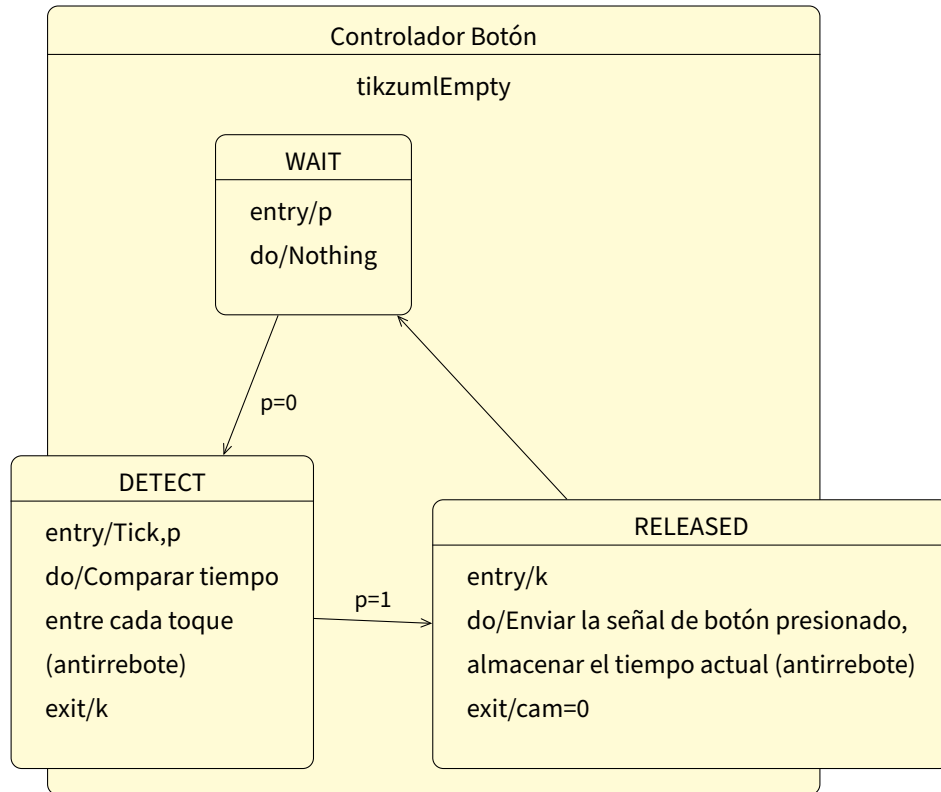 Controlador Botón
tikzumlEmpty
WAIT
entry/p
do/Nothing
p=0
DETECT
entry/Tick,p
do/Comparar tiempo
entre cada toque
(antirrebote)
exit/k
p=1
RELEASED
entry/k
do/Enviar la señal de botón presionado,
almacenar el tiempo actual (antirrebote)
exit/cam=0